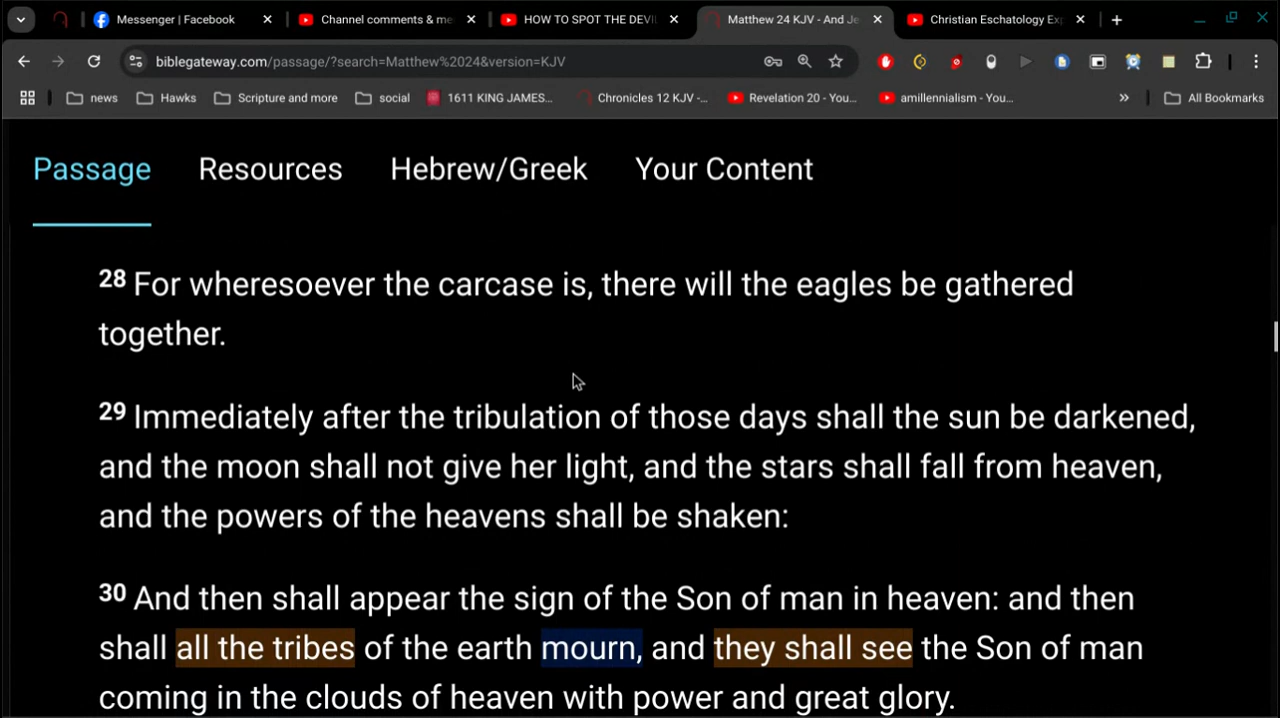 Messenger | Facebook
Channel comments & me
HOW TO SPOT THE DEVI
Matthew 24 KJV - And Je
Christian Eschatology Ex
biblegateway.com/passage/?search=Matthew%2024&version=KJV
news
Hawks
Scripture and more
social
1611 KING JAMES...
Chronicles 12 KJV -...
Revelation 20 - You...
amillennialism - You...
»
All Bookmarks
Passage
Resources
Hebrew/Greek
Your Content
28 For wheresoever the carcase is, there will the eagles be gathered
together.
29 Immediately after the tribulation of those days shall the sun be darkened,
and the moon shall not give her light, and the stars shall fall from heaven,
and the powers of the heavens shall be shaken:
30 And then shall appear the sign of the Son of man in heaven: and then
shall all the tribes of the earth mourn, and they shall see the Son of man
coming in the clouds of heaven with power and great glory.